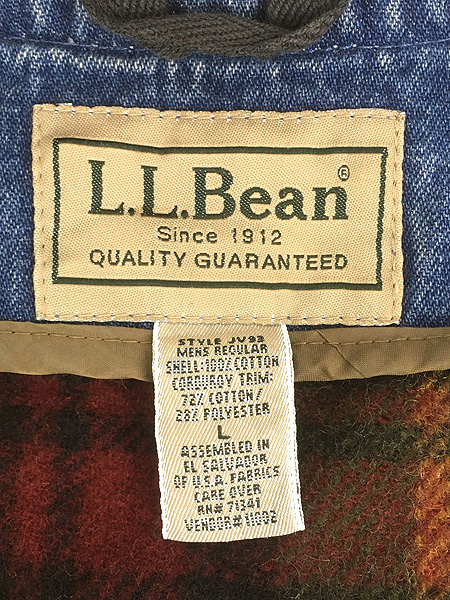 L.L.Bean®
Since 1912
QUALITY GUARANTEED
STYLE JV93
MENS REGULAR
SHELL:100% COTTON
CORDUROY TRIM:
72% COTTON/
28% POLYESTER
L
ASSEMBLED IN
EL SALVADOR
OF U.S.A. FABRICS
CARE OVER
RN# 71341
VENDOR# 11002